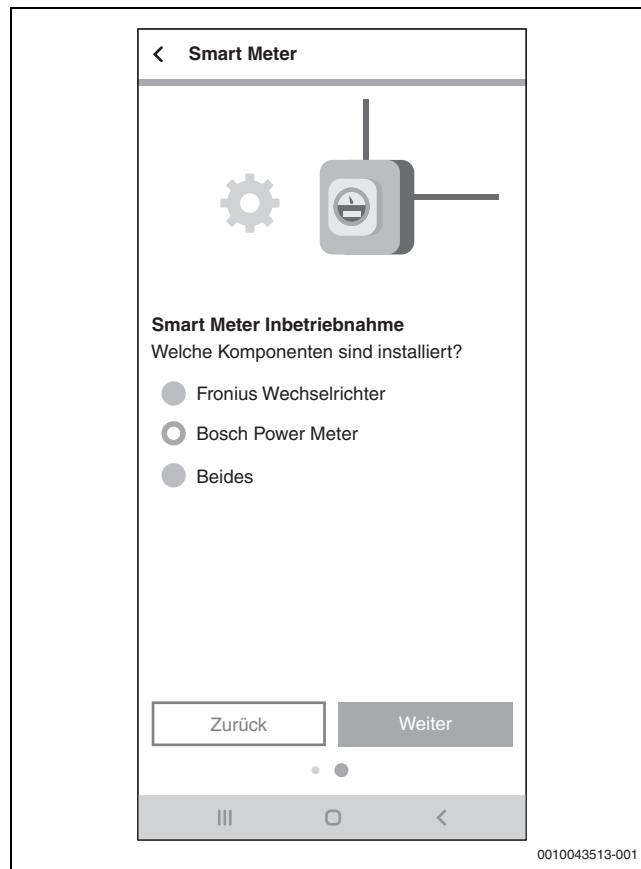 Smart Meter
Smart Meter Inbetriebnahme
Welche Komponenten sind installiert?
Fronius Wechselrichter
Bosch Power Meter
Beides
Zurück
Weiter
0010043513-001